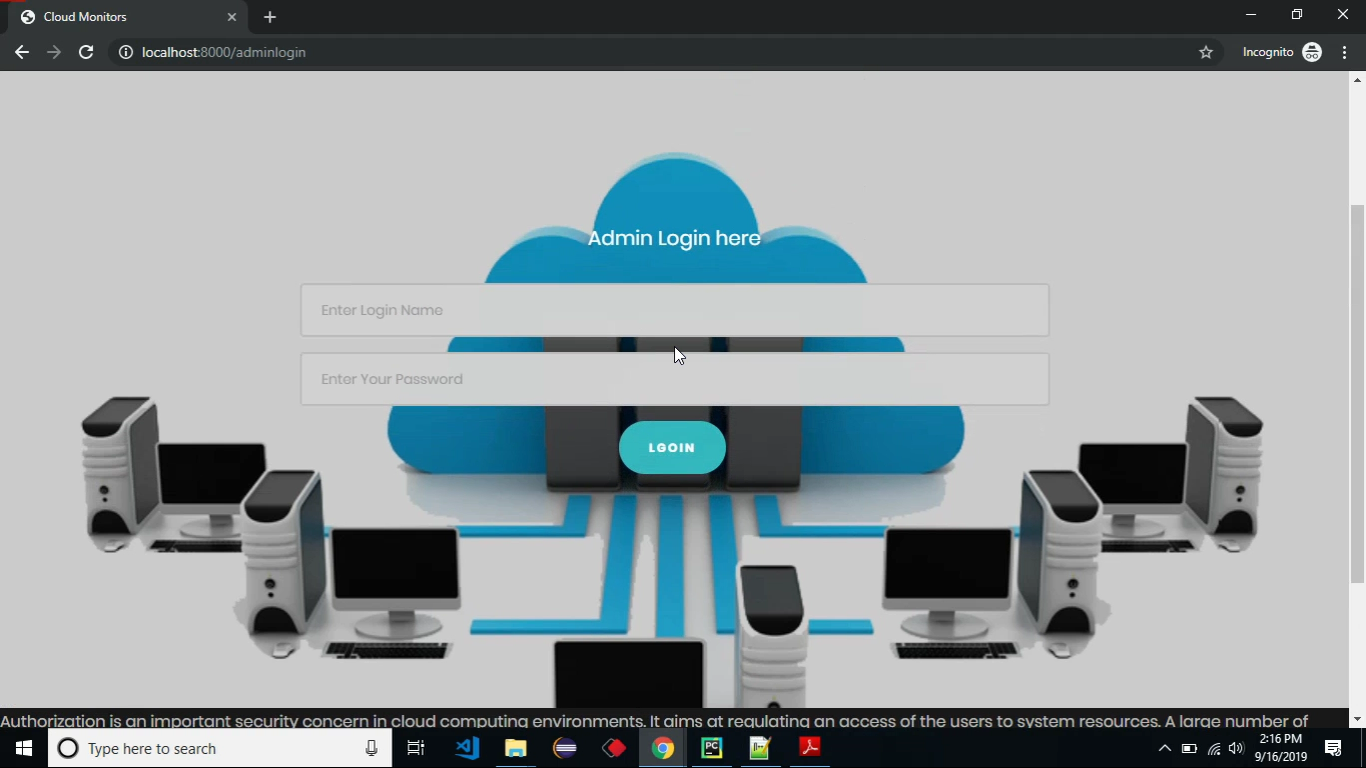 Cloud Monitors
localhost:8000/adminlogin
Incognito
Admin Login here
Enter Login Name
Enter Your Password
LGOIN
Authorization is an important security concern in cloud computing environments. It aims at regulating an access of the users to system resources. A large number of
Type here to search
PC
2:16 PM
9/16/2019